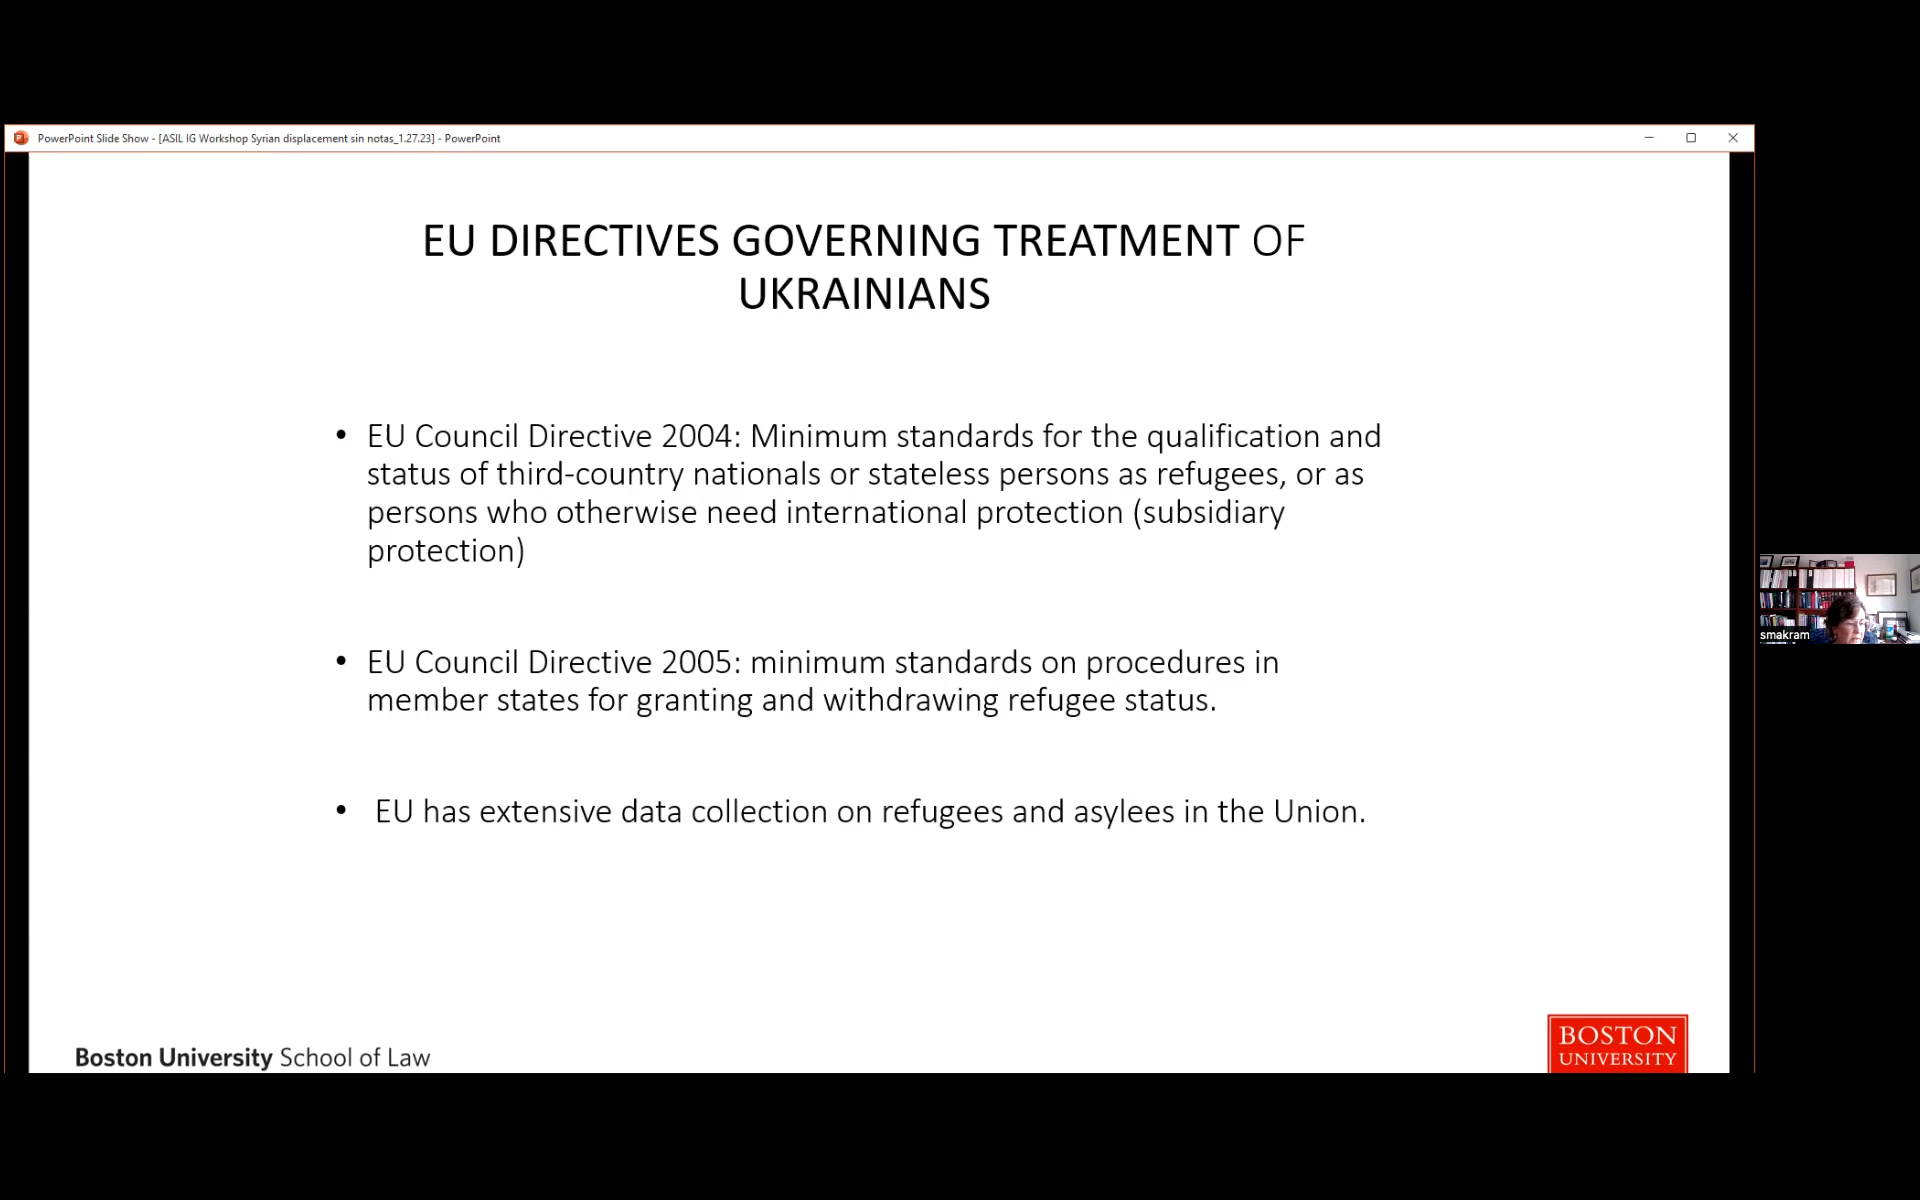 PowerPoint Slide Show - [ASIL IG Workshop Syrian displacement sin notas_1.27.23] - PowerPoint
EU DIRECTIVES GOVERNING TREATMENT OF
UKRAINIANS
• EU Council Directive 2004: Minimum standards for the qualification and
status of third-country nationals or stateless persons as refugees, or as
persons who otherwise need international protection (subsidiary
protection)
• EU Council Directive 2005: minimum standards on procedures in
member states for granting and withdrawing refugee status.
• EU has extensive data collection on refugees and asylees in the Union.
smakram
Boston University School of Law
BOSTON
UNIVERSITY